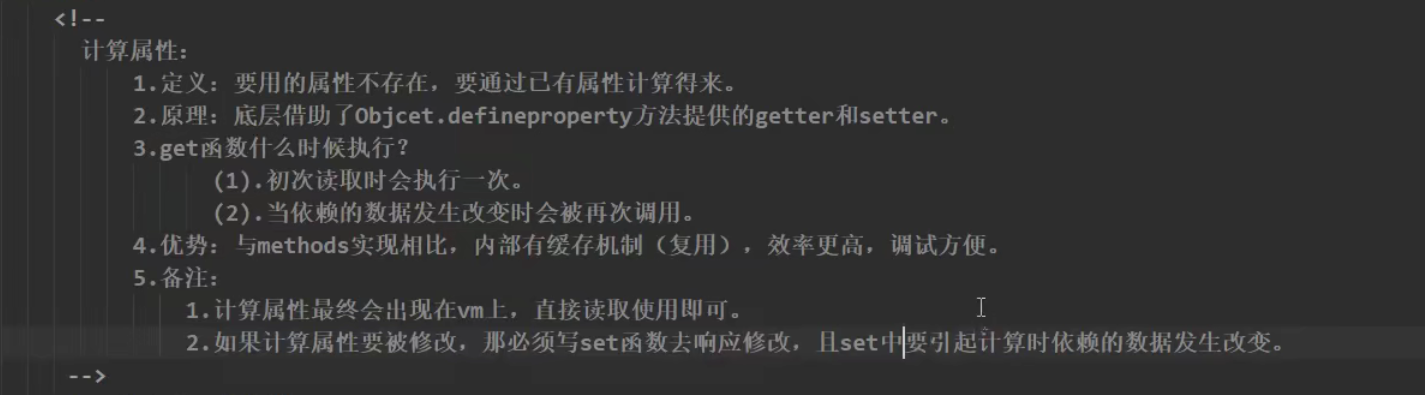 <!--
计算属性：
1.定义：要用的属性不存在，要通过已有属性计算得来。
2.原理：底层借助了Objcet.defineproperty方法提供的getter和setter。
3.get函数什么时候执行？
(1).初次读取时会执行一次。
(2).当依赖的数据发生改变时会被再次调用。
4.优势：与methods实现相比，内部有缓存机制（复用），效率更高，调试方便。
5.备注：
1.计算属性最终会出现在vm上，直接读取使用即可。
2.如果计算属性要被修改，那必须写set函数去响应修改，且set中要引起计算时依赖的数据发生改变。
-->